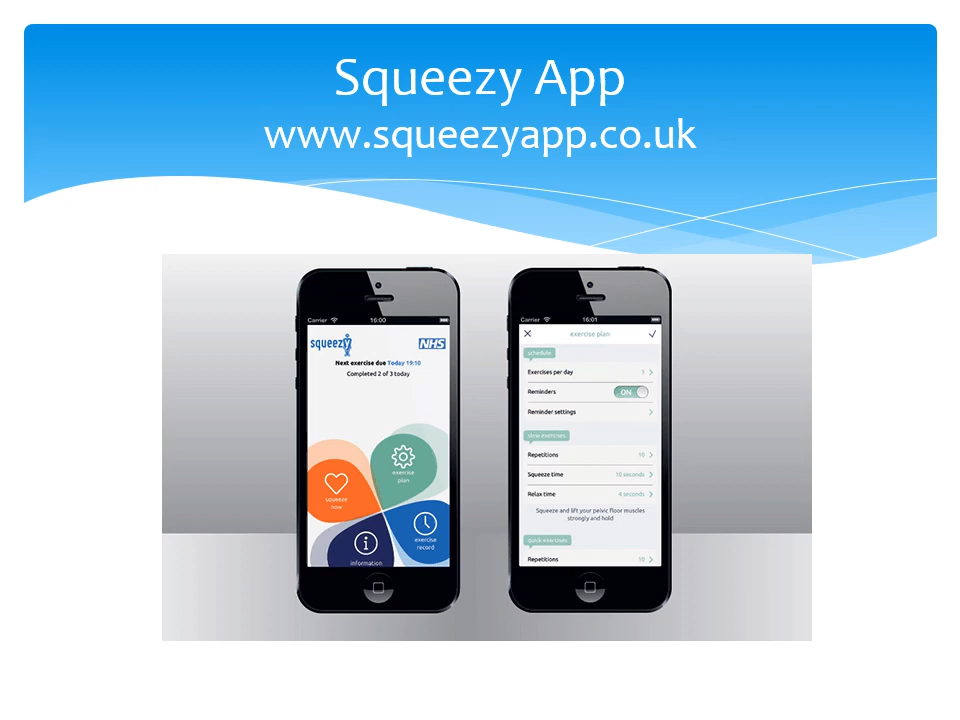 Squeezy App
www.squeezyapp.co.uk
Carrier 16:00
squeezy NHS
Next exercise due Today 19:10
Completed 2 of 3 today
exercise
plan
squeeze
now
exercise
record
information
Carrier 16:01
exercise plan
schedule
Exercises per day 3
Reminders ON
Reminder settings
slow exercises
Repetitions 10
Squeeze time 10 seconds
Relax time 4 seconds
Squeeze and lift your pelvic floor muscles
strongly and hold
quick exercises
Repetitions 10